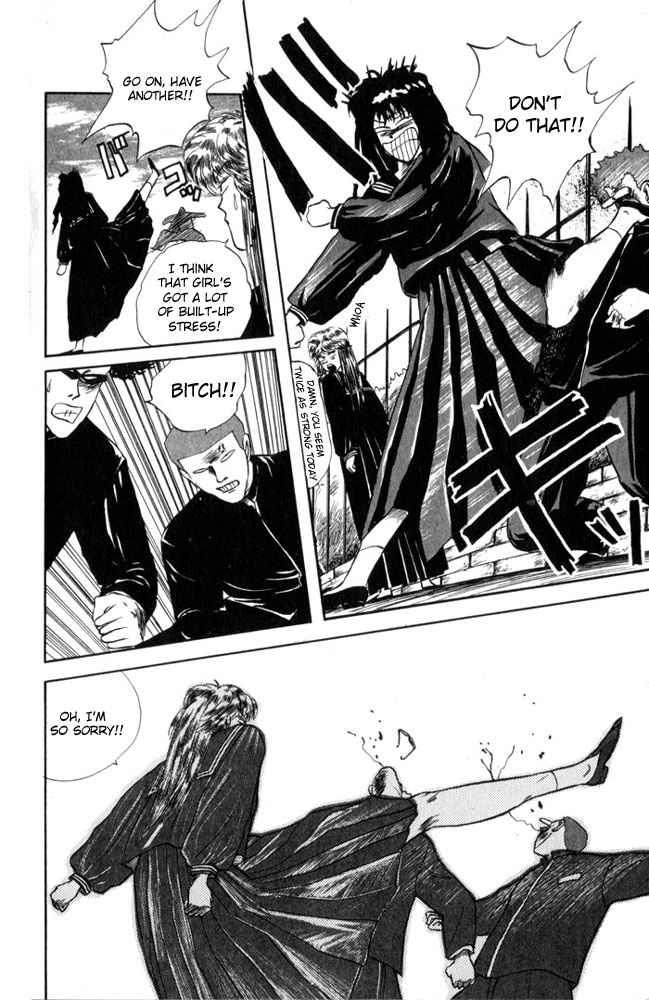 DON'T
DO THAT!!
WHOA
DAMN, YOU SEEM
TWICE AS STRONG TODAY
キ
GO ON, HAVE
ANOTHER!!
I THINK
THAT GIRL'S
GOT A LOT
OF BUILT-UP
STRESS!
BITCH!!
OH, I'M
SO SORRY!!